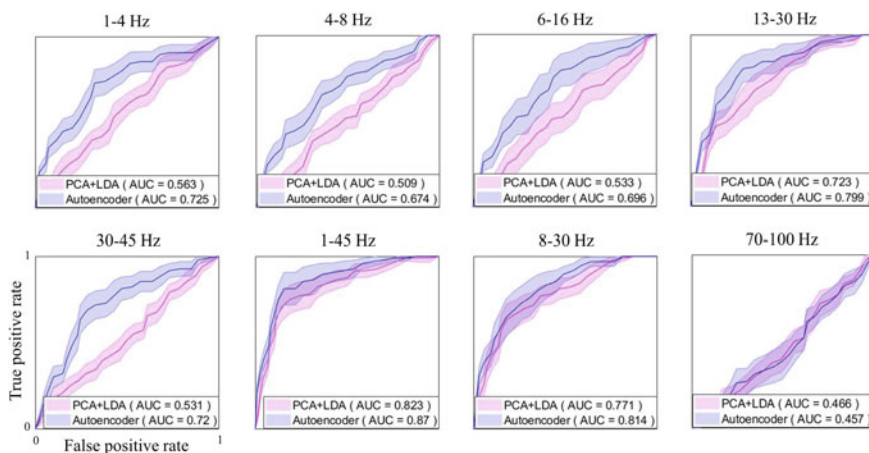 1-4 Hz
4-8 Hz
6-16 Hz
13-30 Hz
PCA+LDA ( AUC = 0.563 )
Autoencoder ( AUC = 0.725 )
PCA+LDA ( AUC = 0.509 )
Autoencoder ( AUC = 0.674 )
PCA+LDA ( AUC = 0.533 )
Autoencoder ( AUC = 0.696 )
PCA+LDA ( AUC = 0.723 )
Autoencoder ( AUC = 0.799 )
30-45 Hz
1-45 Hz
8-30 Hz
70-100 Hz
1
True positive rate
PCA+LDA ( AUC = 0.531 )
Autoencoder ( AUC = 0.72 )
PCA+LDA ( AUC = 0.823 )
Autoencoder ( AUC = 0.87 )
PCA+LDA ( AUC = 0.771 )
Autoencoder ( AUC = 0.814 )
PCA+LDA ( AUC = 0.466 )
Autoencoder ( AUC = 0.457 )
0
0
1
False positive rate